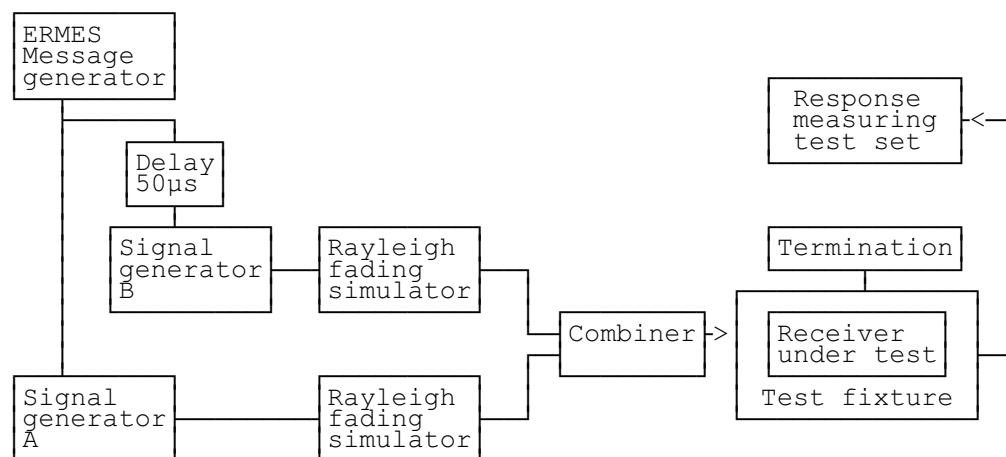 ERMES
Message
generator
Response
measuring
test set
Delay
50µs
Signal
generator
B
Rayleigh
fading
simulator
Termination
Combiner
Receiver
under test
Test fixture
Signal
generator
A
Rayleigh
fading
simulator